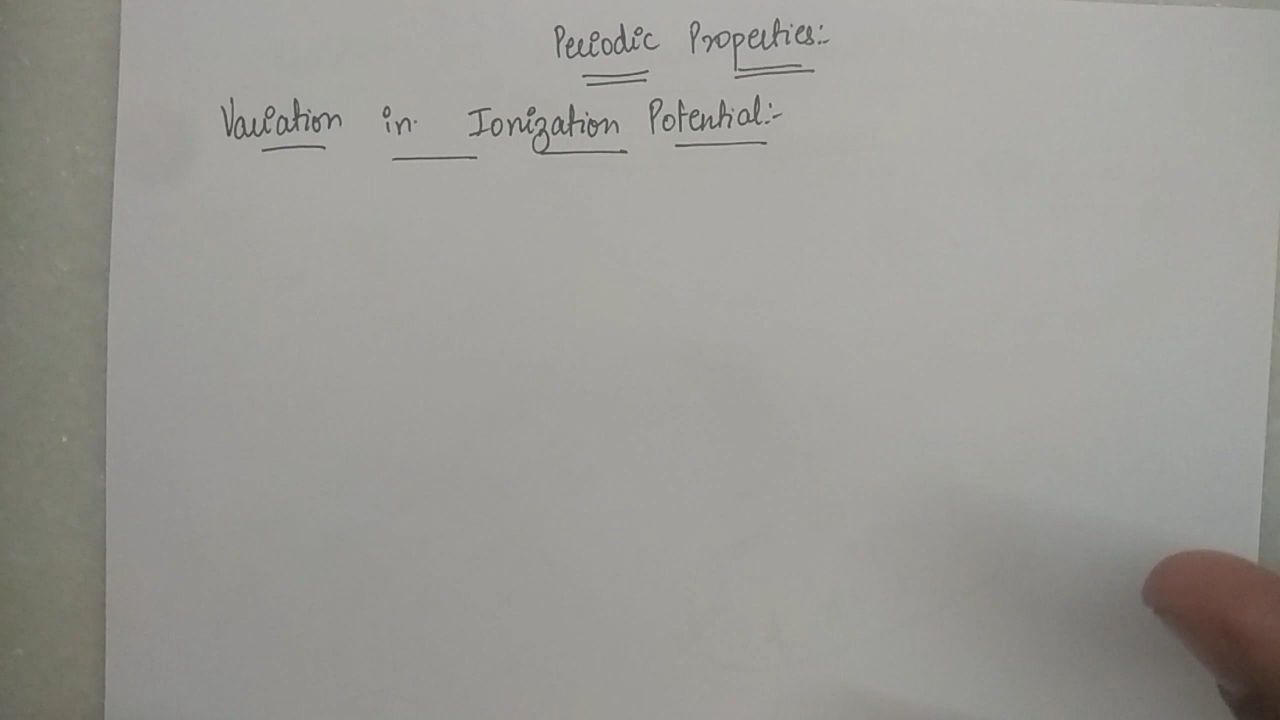 Periodic Properties:-
Variation in Ionization Potential:-